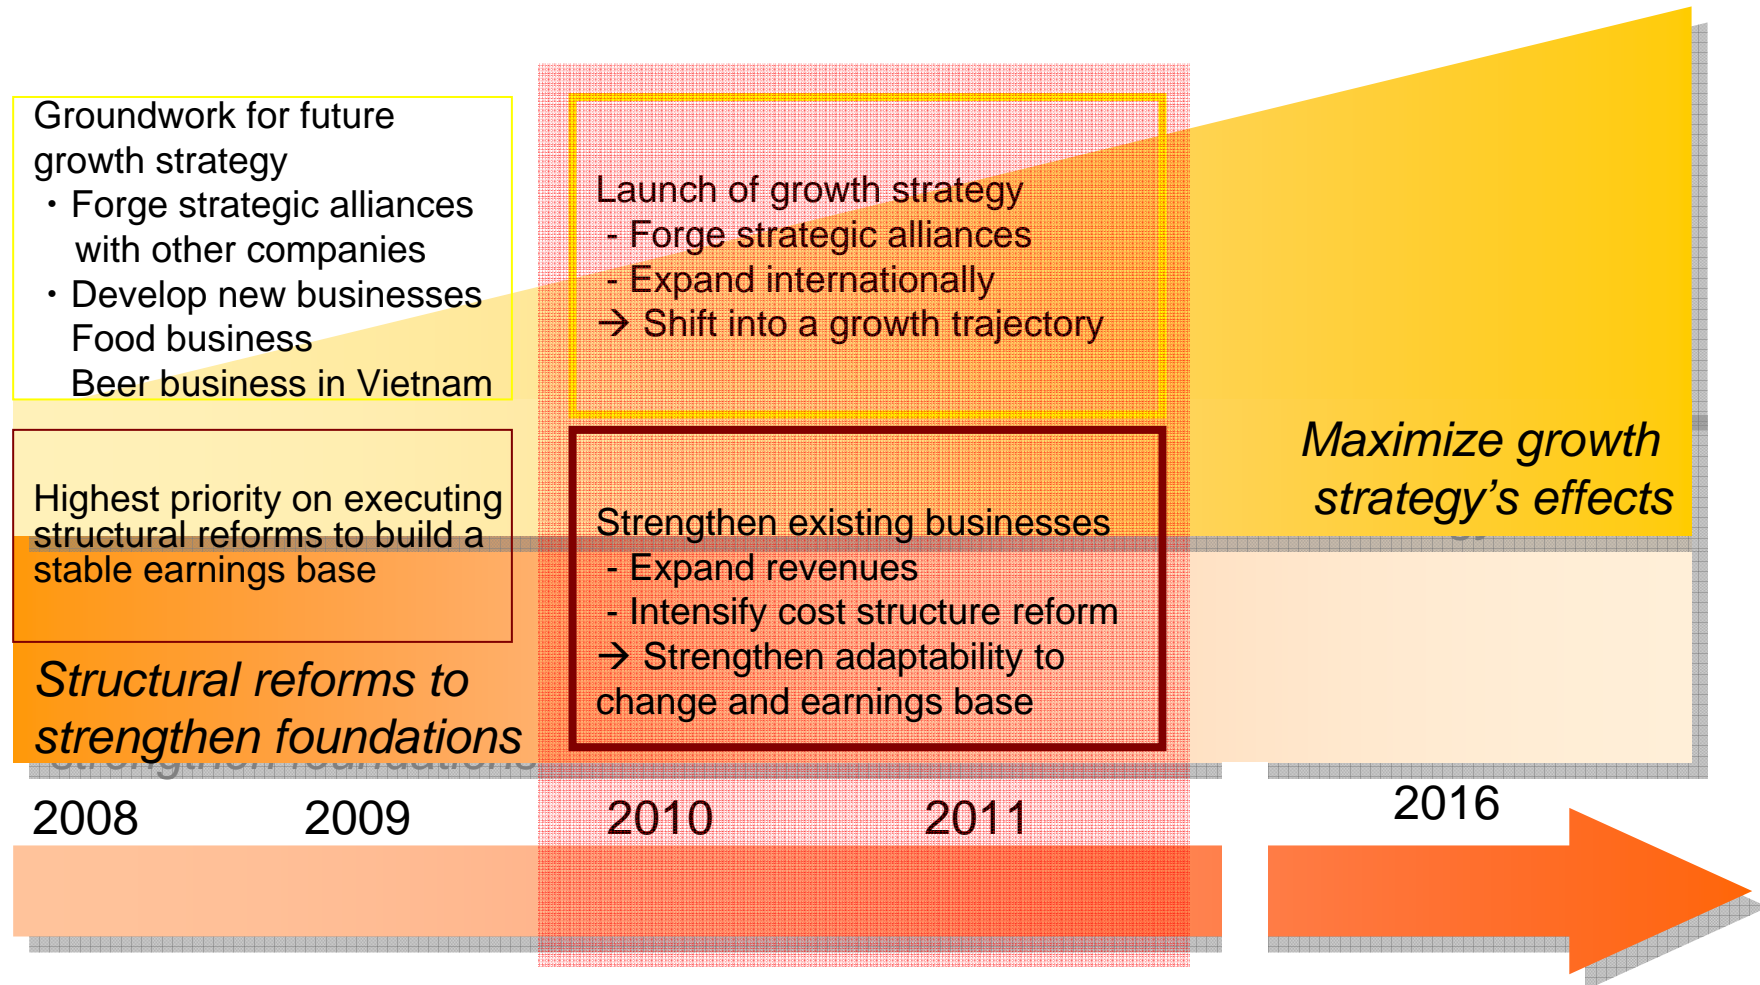 Groundwork for future
growth strategy
・Forge strategic alliances
with other companies
・Develop new businesses
Food business
Beer business in Vietnam
Highest priority on executing
structural reforms to build a
stable earnings base
Structural reforms to
strengthen foundations
Launch of growth strategy
- Forge strategic alliances
- Expand internationally
→ Shift into a growth trajectory
Strengthen existing businesses
- Expand revenues
- Intensify cost structure reform
→ Strengthen adaptability to
change and earnings base
Maximize growth
strategy’s effects
2008
2009
2010
2011
2016